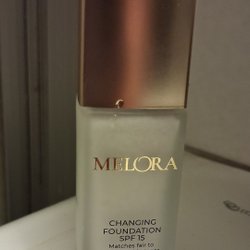 MELORA
CHANGING
FOUNDATION
SPF 15
Matches fair to